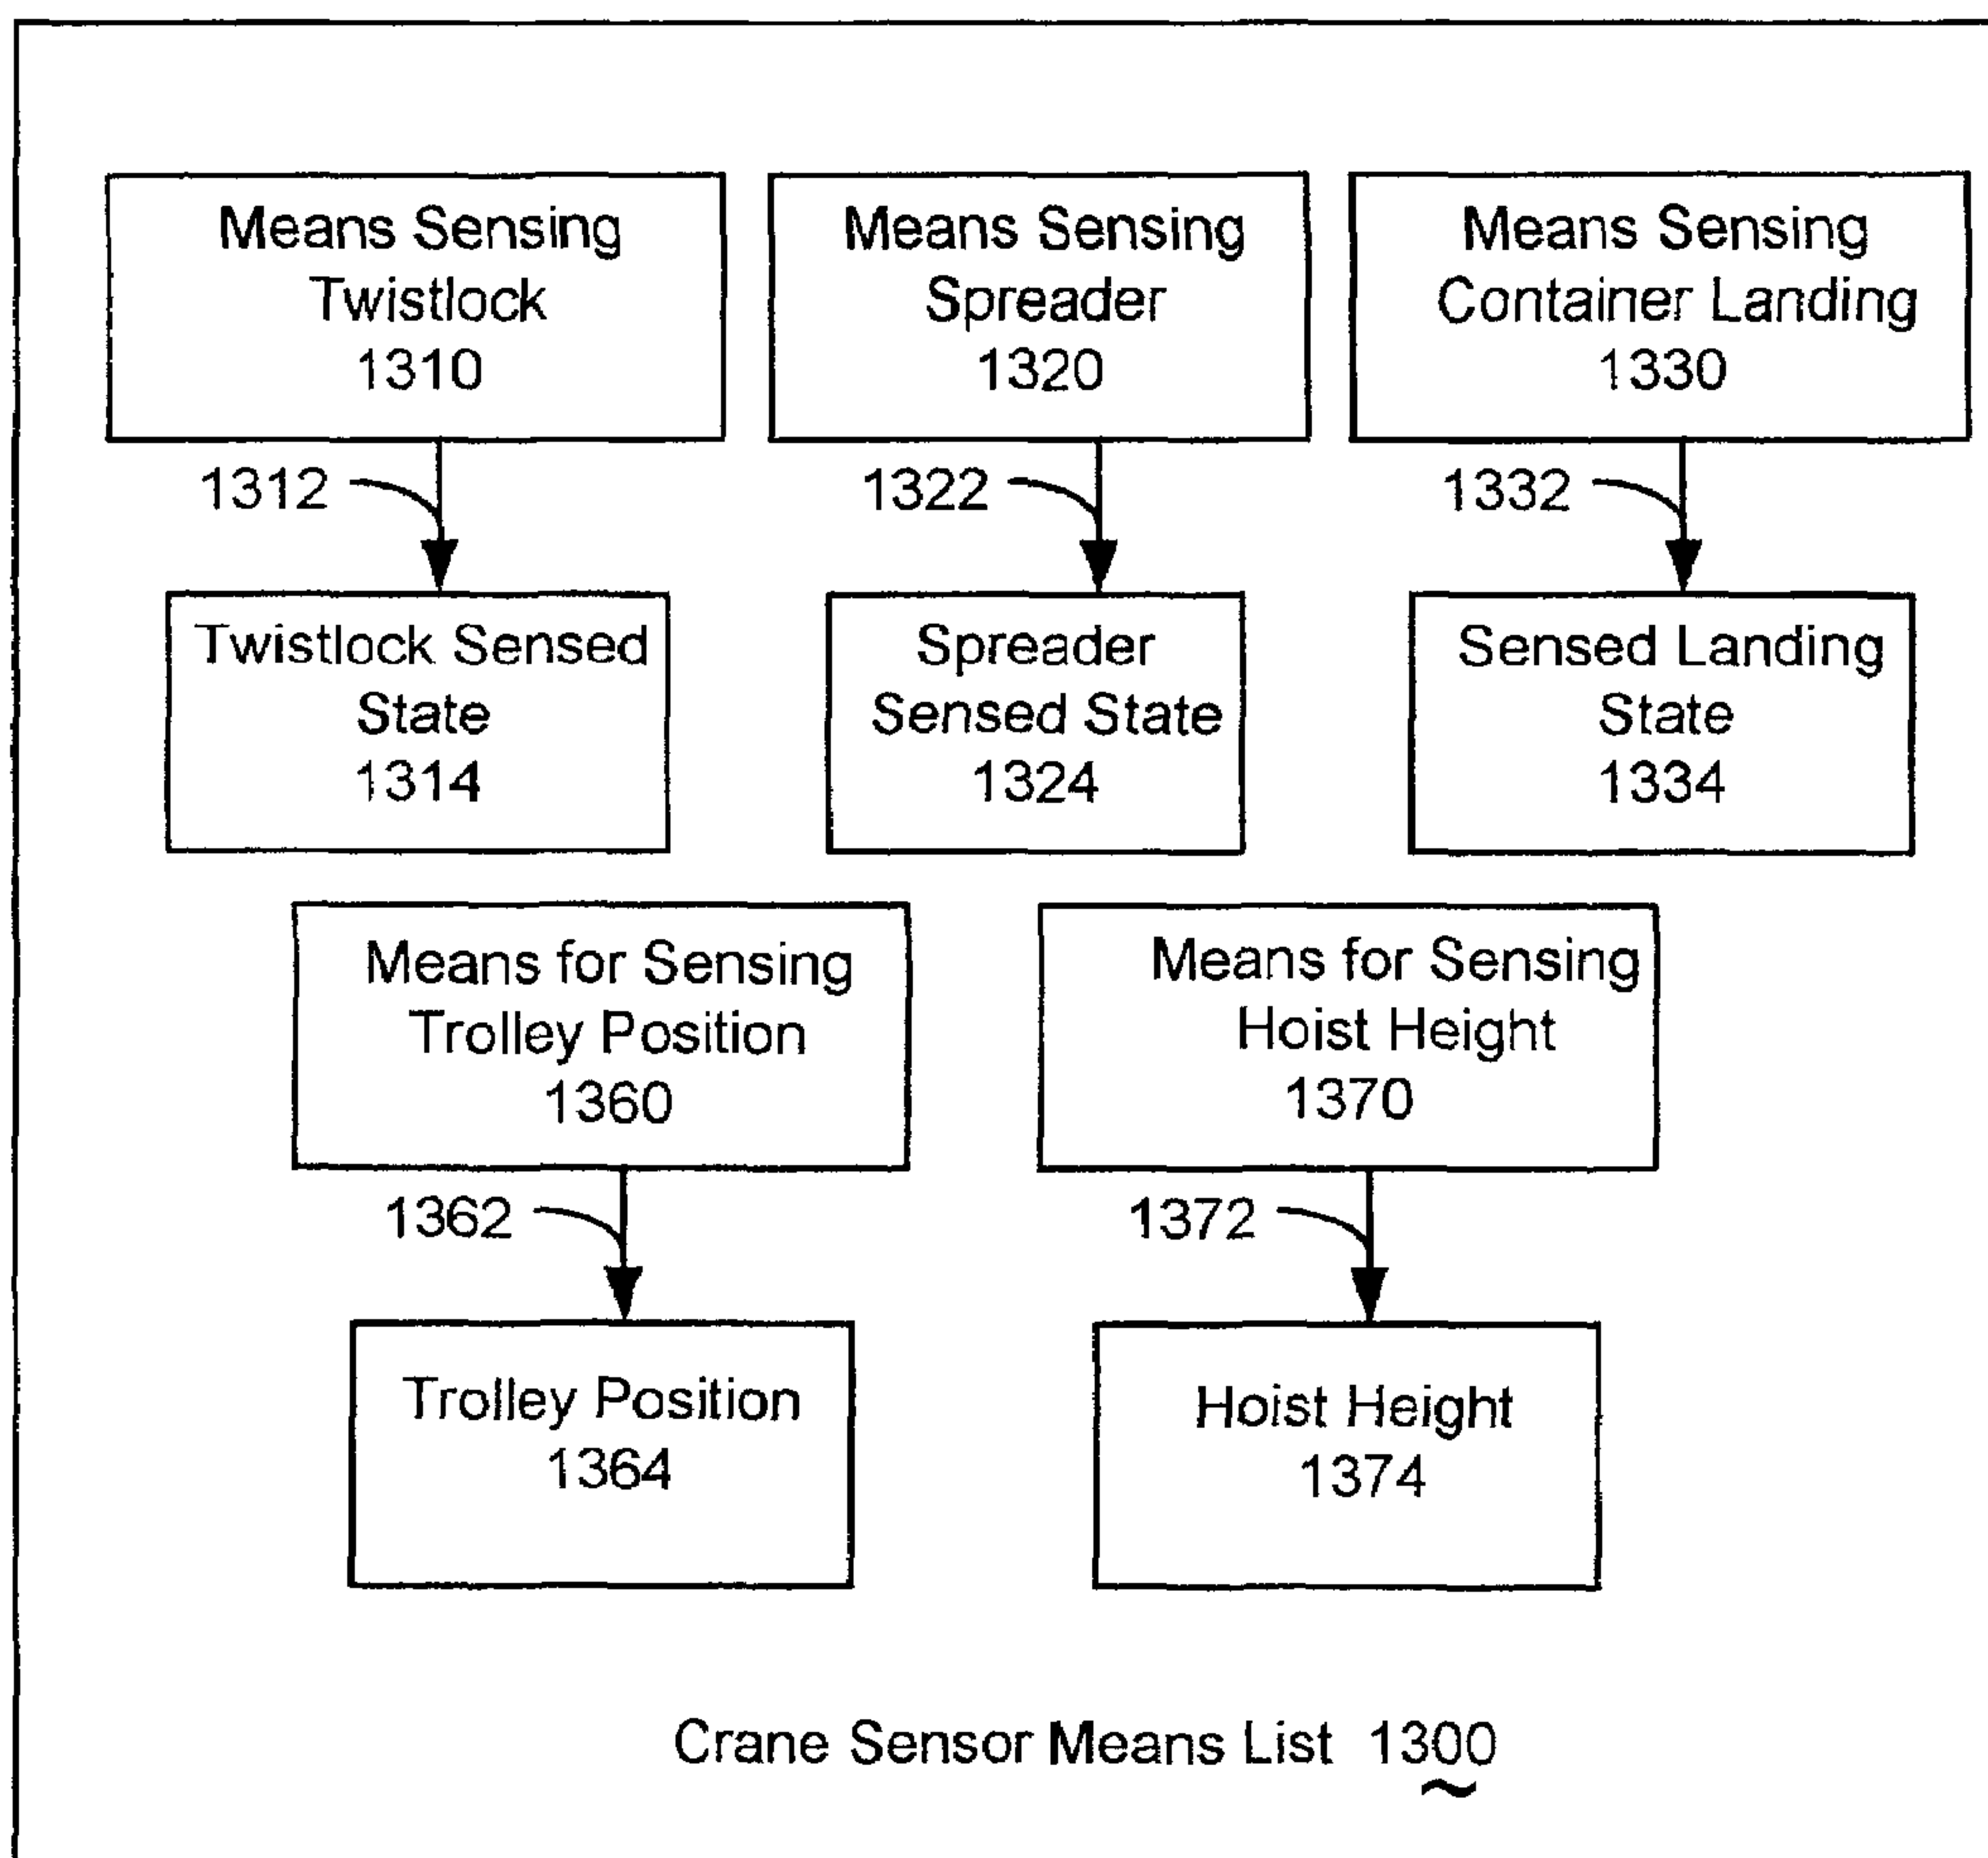 Means Sensing
Twistlock
1310
Means Sensing
Spreader
1320
Means Sensing
Container Landing
1330
1312
1322
1332
Twistlock Sensed
State
1314
Spreader
Sensed State
1324
Sensed Landing
State
1334
Means for Sensing
Trolley Position
1360
Means for Sensing
Hoist Height
1370
1362
1372
Trolley Position
1364
Hoist Height
1374
Crane Sensor Means List 1300